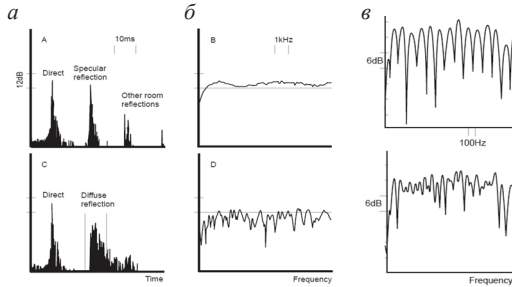 а
б
в
A
10ms
12dB
Direct
Specular
reflection
Other room
reflections
B
1kHz
6dB
100Hz
C
Direct
Diffuse
reflection
Time
D
Frequency
6dB
Frequency